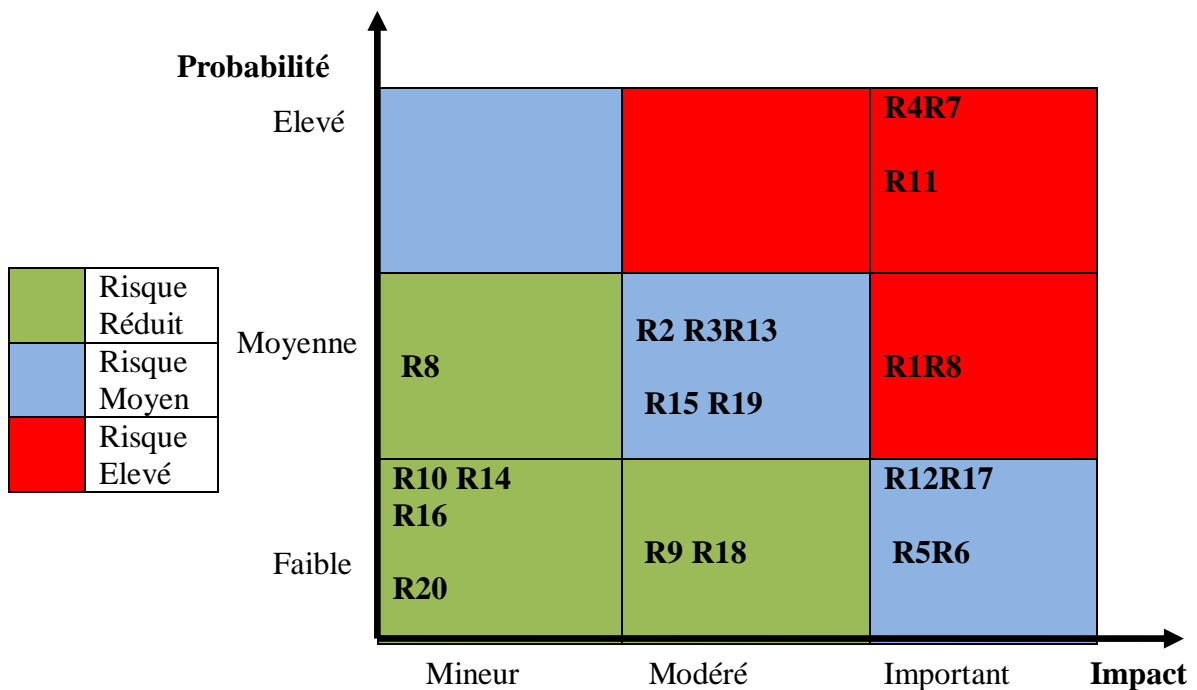 Probabilité
Elevé
R4R7
R11
Risque
Réduit
Risque
Moyen
Risque
Elevé
Moyenne
R8
R2 R3R13
R15 R19
R1R8
Faible
R10 R14
R16
R20
R9 R18
R12R17
R5R6
Mineur
Modéré
Important
Impact